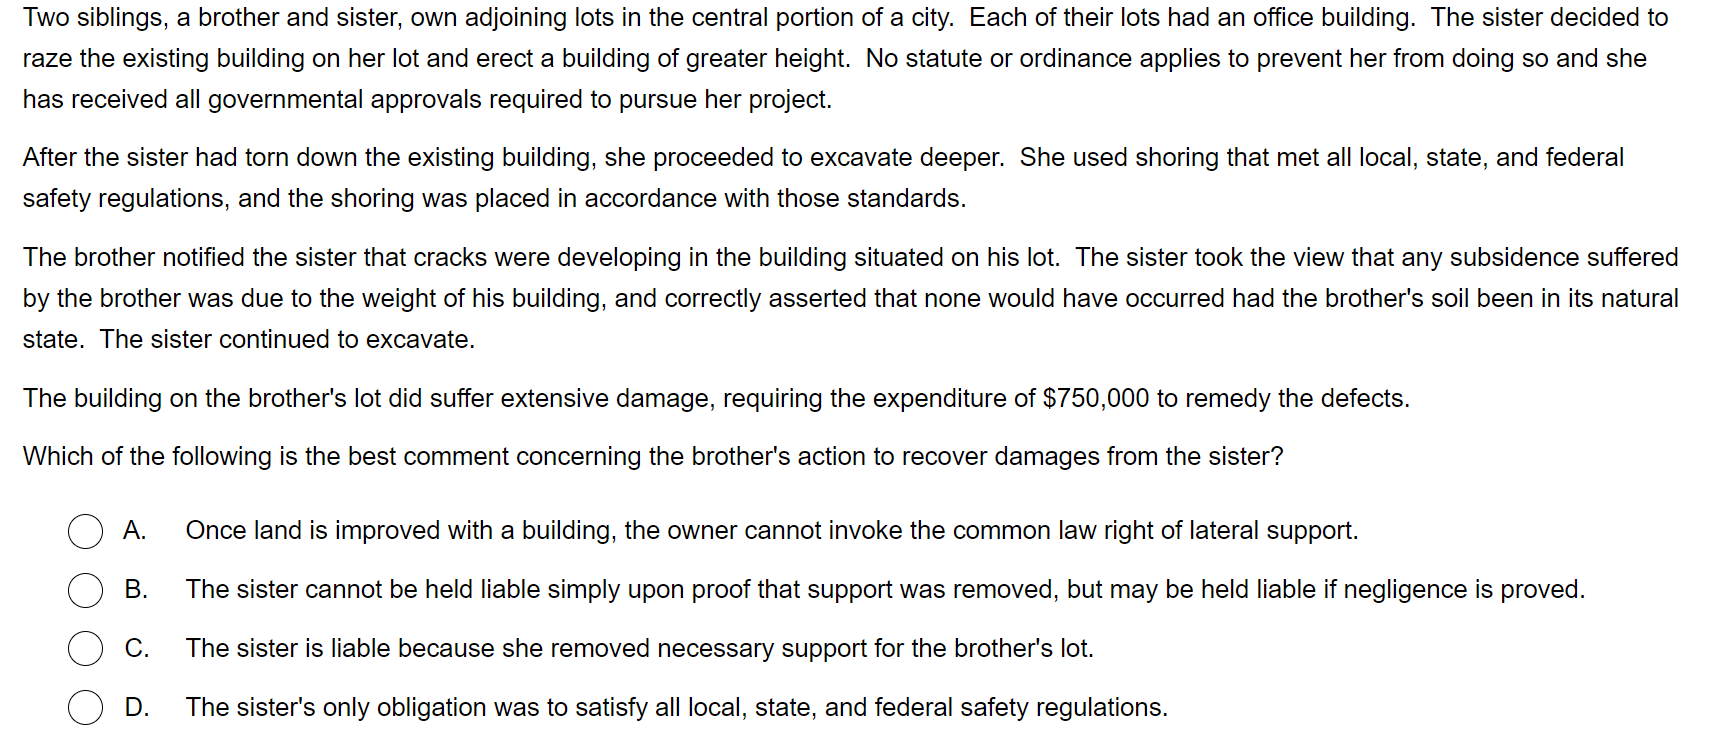 Two siblings, a brother and sister, own adjoining lots in the central portion of a city.  Each of their lots had an office building.  The sister decided to
raze the existing building on her lot and erect a building of greater height.  No statute or ordinance applies to prevent her from doing so and she
has received all governmental approvals required to pursue her project.
After the sister had torn down the existing building, she proceeded to excavate deeper.  She used shoring that met all local, state, and federal
safety regulations, and the shoring was placed in accordance with those standards.
The brother notified the sister that cracks were developing in the building situated on his lot.  The sister took the view that any subsidence suffered
by the brother was due to the weight of his building, and correctly asserted that none would have occurred had the brother's soil been in its natural
state.  The sister continued to excavate.
The building on the brother's lot did suffer extensive damage, requiring the expenditure of $750,000 to remedy the defects.
Which of the following is the best comment concerning the brother's action to recover damages from the sister?
A. Once land is improved with a building, the owner cannot invoke the common law right of lateral support.
B. The sister cannot be held liable simply upon proof that support was removed, but may be held liable if negligence is proved.
C. The sister is liable because she removed necessary support for the brother's lot.
D. The sister's only obligation was to satisfy all local, state, and federal safety regulations.